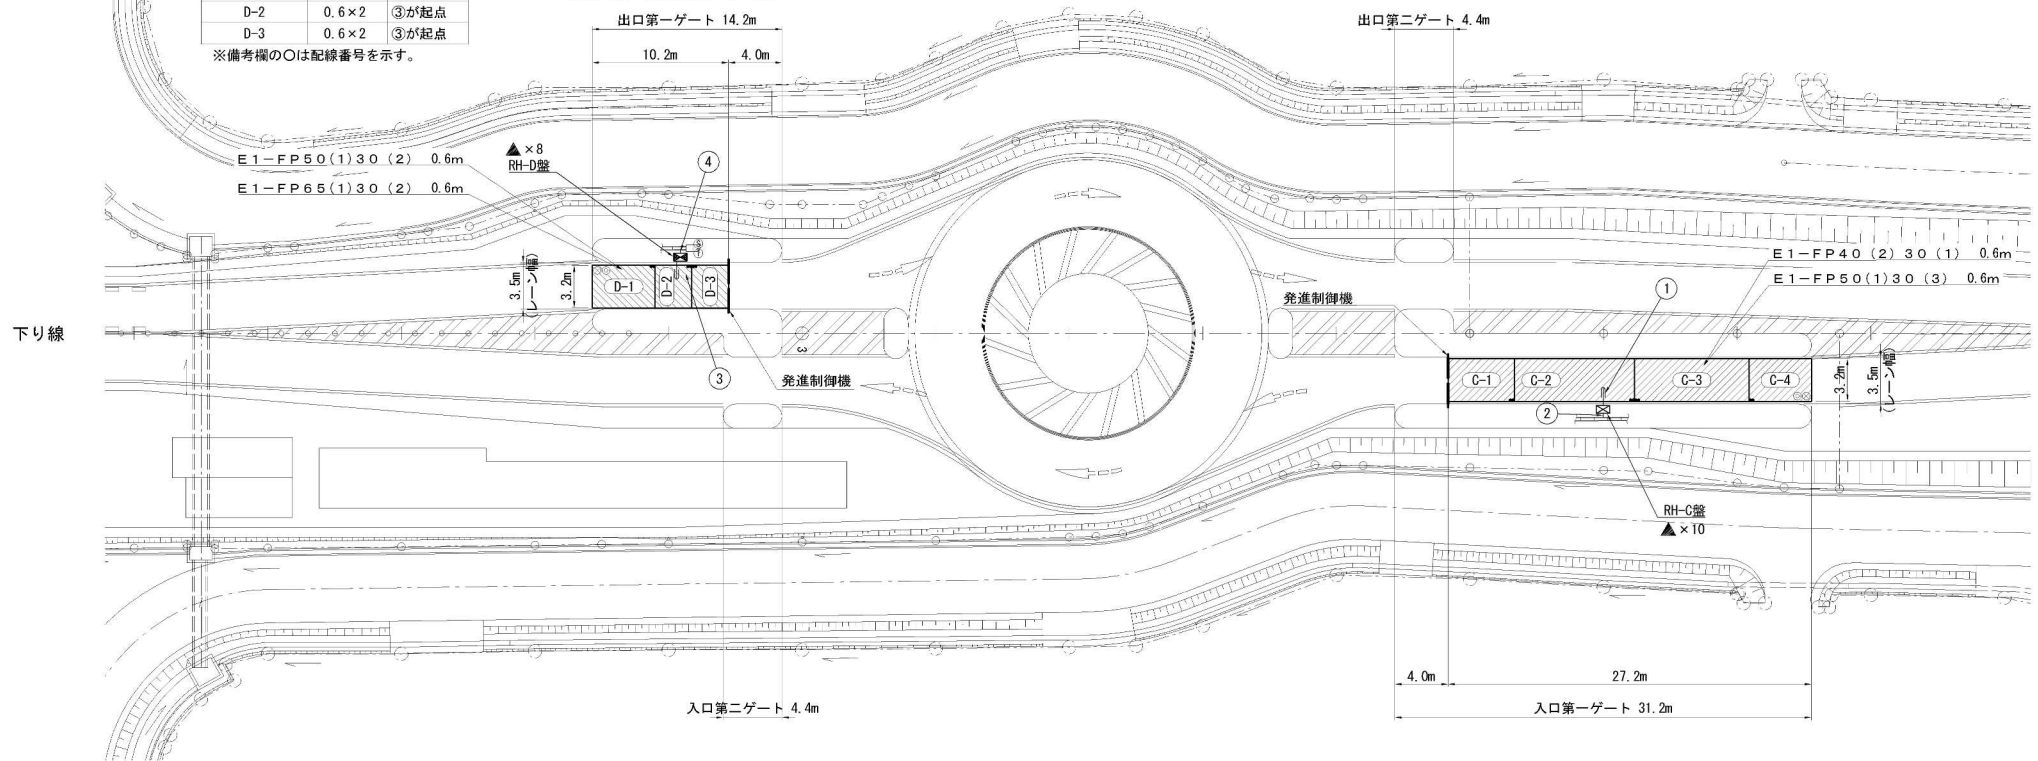 D-2 0.6×2 ③が起点
D-3 0.6×2 ③が起点
※備考欄の〇は配線番号を示す。
出口第一ゲート 14.2m
10.2m 4.0m
出口第二ゲート 4.4m
E1-FP50(1)30 (2) 0.6m
E1-FP65(1)30 (2) 0.6m
▲×8
RH-D盤
④
3.5m
(レーン幅)
3.2m
D-1 D-2 D-3
③
発進制御機
3
下り線
発進制御機
E1-FP40 (2) 30 (1) 0.6m
E1-FP50(1)30 (3) 0.6m
①
C-1 C-2 C-3 C-4
3.2m
3.5m
(レーン幅)
②
RH-C盤
▲×10
4.0m 27.2m
入口第二ゲート 4.4m
入口第一ゲート 31.2m